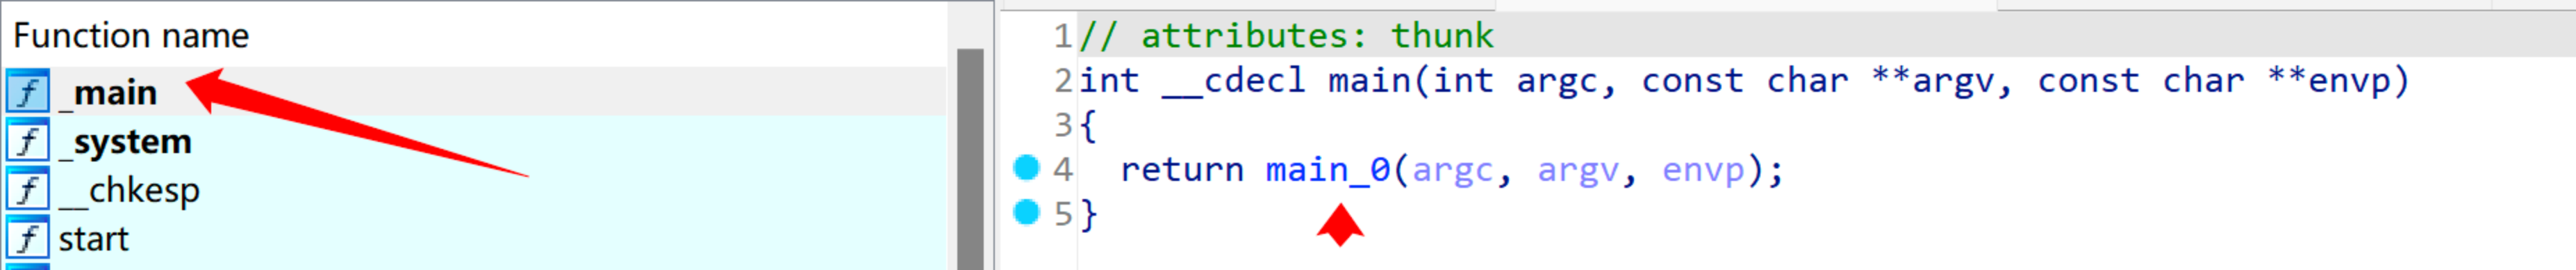 Function name
f _main
f _system
f __chkesp
f start
1 // attributes: thunk
2 int __cdecl main(int argc, const char **argv, const char **envp)
3 {
4   return main_0(argc, argv, envp);
5 }